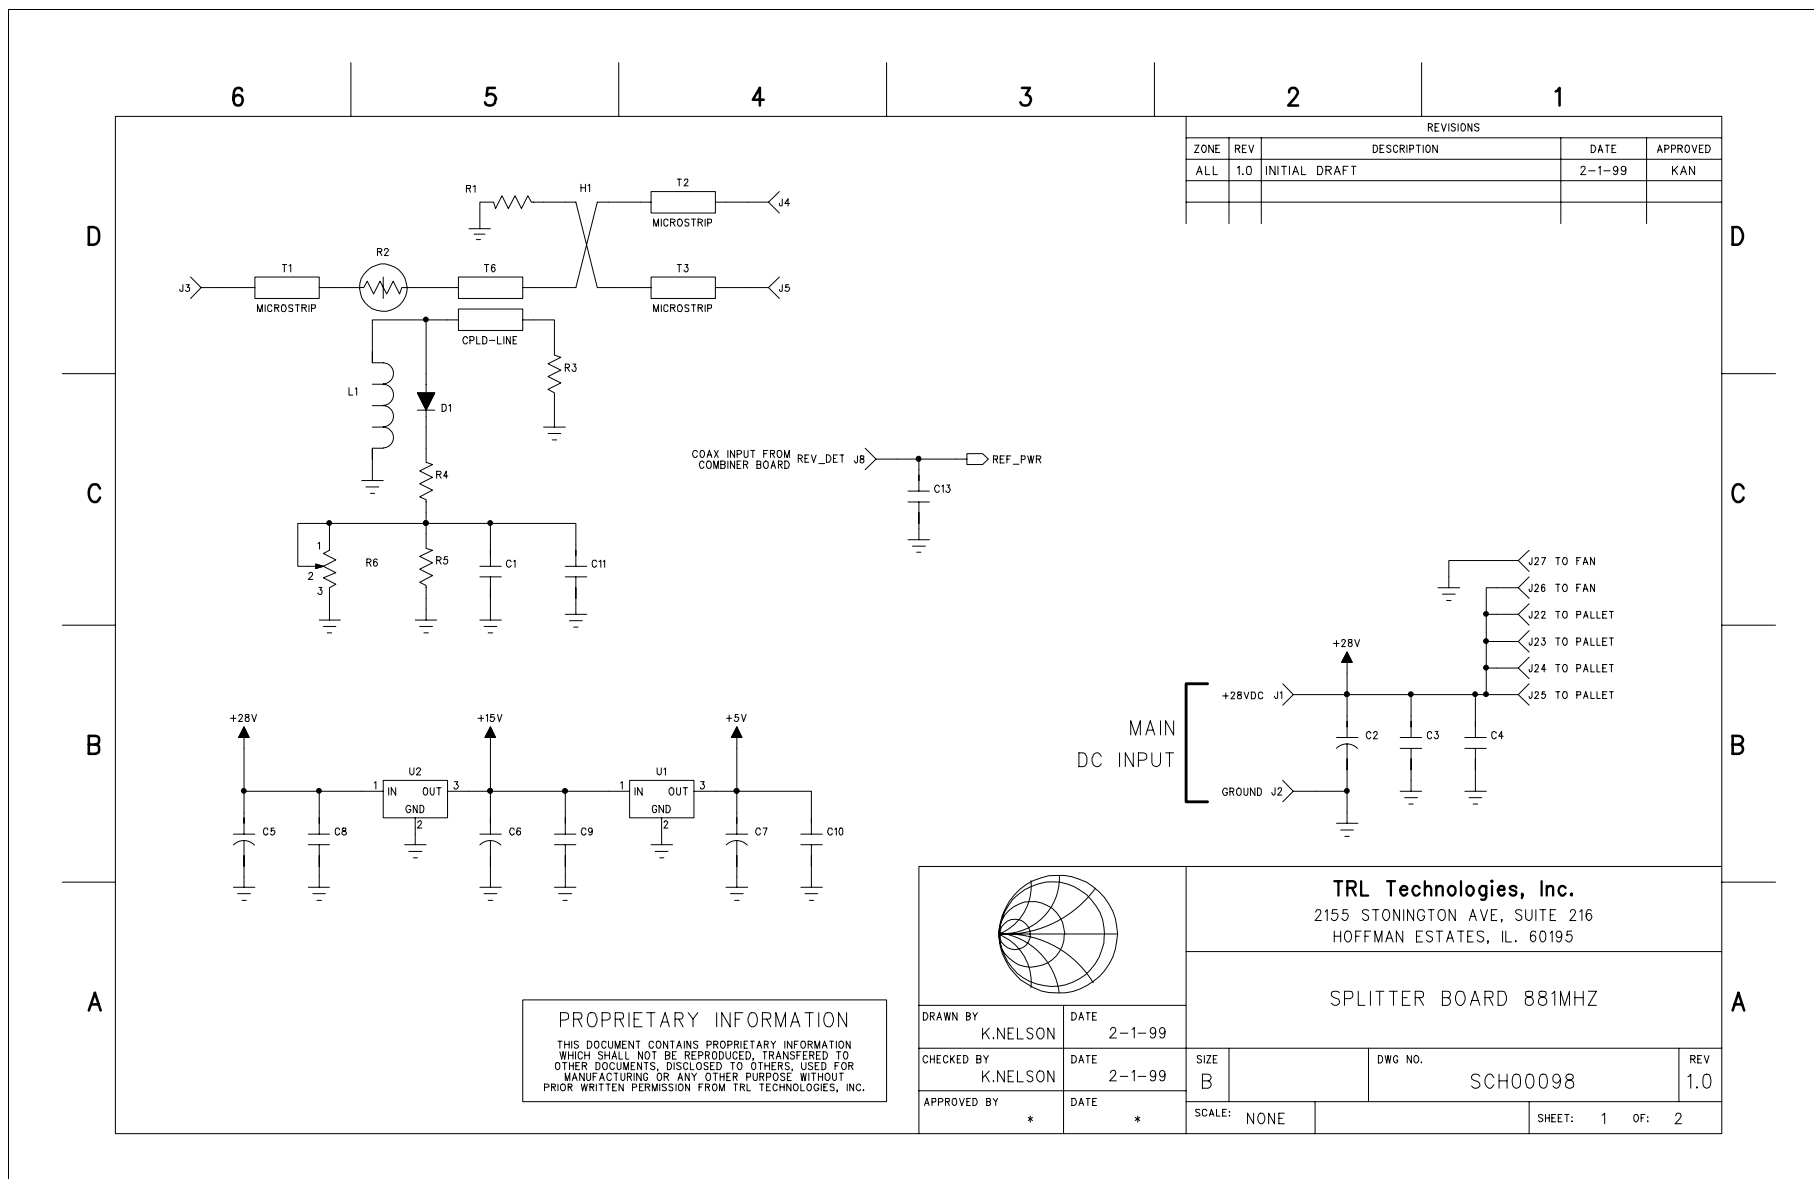 6 5 4 3 2 1
REVISIONS
ZONE REV DESCRIPTION DATE APPROVED
ALL 1.0 INITIAL DRAFT 2-1-99 KAN
D
D
R1
H1
T2
MICROSTRIP
J4
J3
T1
MICROSTRIP
R2
T6
CPLD-LINE
T3
MICROSTRIP
J5
R3
L1
D1
R4
C
C
COAX INPUT FROM
COMBINER BOARD
REV_DET J8
REF_PWR
C13
1
2
3
R6
R5
C1
C11
J27 TO FAN
J26 TO FAN
J22 TO PALLET
J23 TO PALLET
J24 TO PALLET
J25 TO PALLET
+28V
+28VDC J1
MAIN
DC INPUT
C2
C3
C4
GROUND J2
B
B
+28V
+15V
+5V
U2
1 IN OUT 3
GND
2
U1
1 IN OUT 3
GND
2
C5
C8
C6
C9
C7
C10
A
A
TRL Technologies, Inc.
2155 STONINGTON AVE, SUITE 216
HOFFMAN ESTATES, IL. 60195
SPLITTER BOARD 881MHZ
PROPRIETARY INFORMATION
THIS DOCUMENT CONTAINS PROPRIETARY INFORMATION
WHICH SHALL NOT BE REPRODUCED, TRANSFERED TO
OTHER DOCUMENTS, DISCLOSED TO OTHERS, USED FOR
MANUFACTURING OR ANY OTHER PURPOSE WITHOUT
PRIOR WRITTEN PERMISSION FROM TRL TECHNOLOGIES, INC.
DRAWN BY
K.NELSON
DATE
2-1-99
CHECKED BY
K.NELSON
DATE
2-1-99
APPROVED BY
*
DATE
*
SIZE
B
DWG NO.
SCH00098
REV
1.0
SCALE: NONE
SHEET: 1 OF: 2